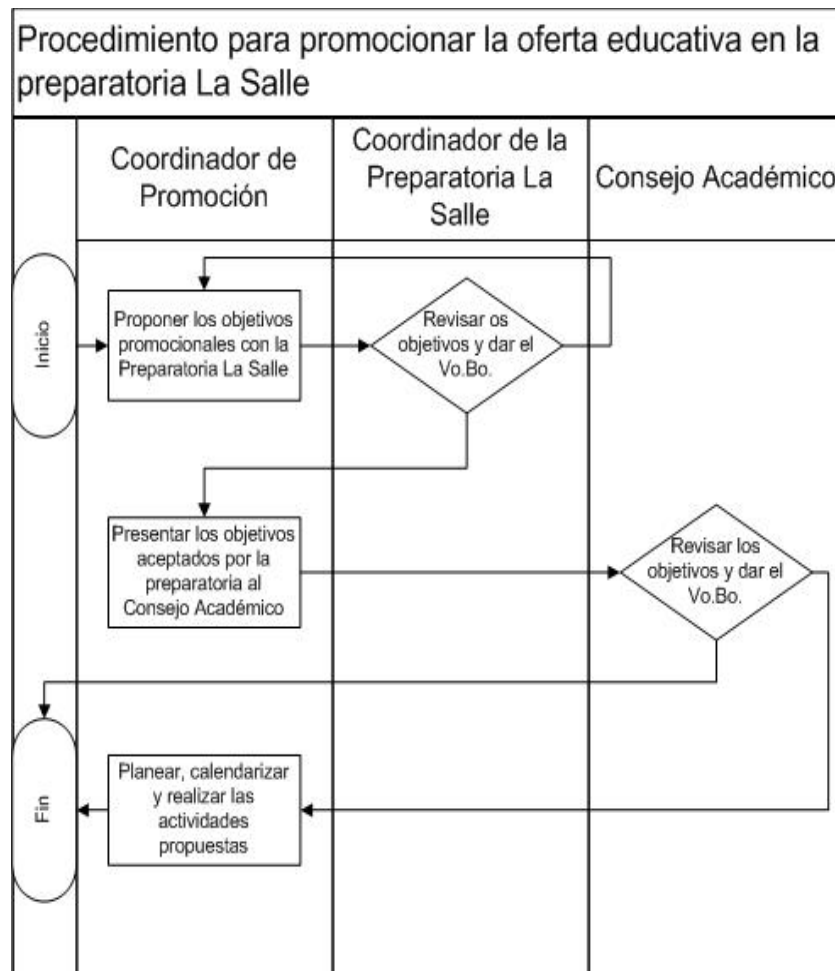 Procedimiento para promocionar la oferta educativa en la
preparatoria La Salle
Coordinador de
Promoción
Coordinador de la
Preparatoria La
Salle
Consejo Académico
Inicio
Proponer los objetivos
promocionales con la
Preparatoria La Salle
Revisar os
objetivos y dar el
Vo.Bo.
Presentar los objetivos
aceptados por la
preparatoria al
Consejo Académico
Revisar los
objetivos y dar el
Vo.Bo.
Fin
Planear, calendarizar
y realizar las
actividades
propuestas